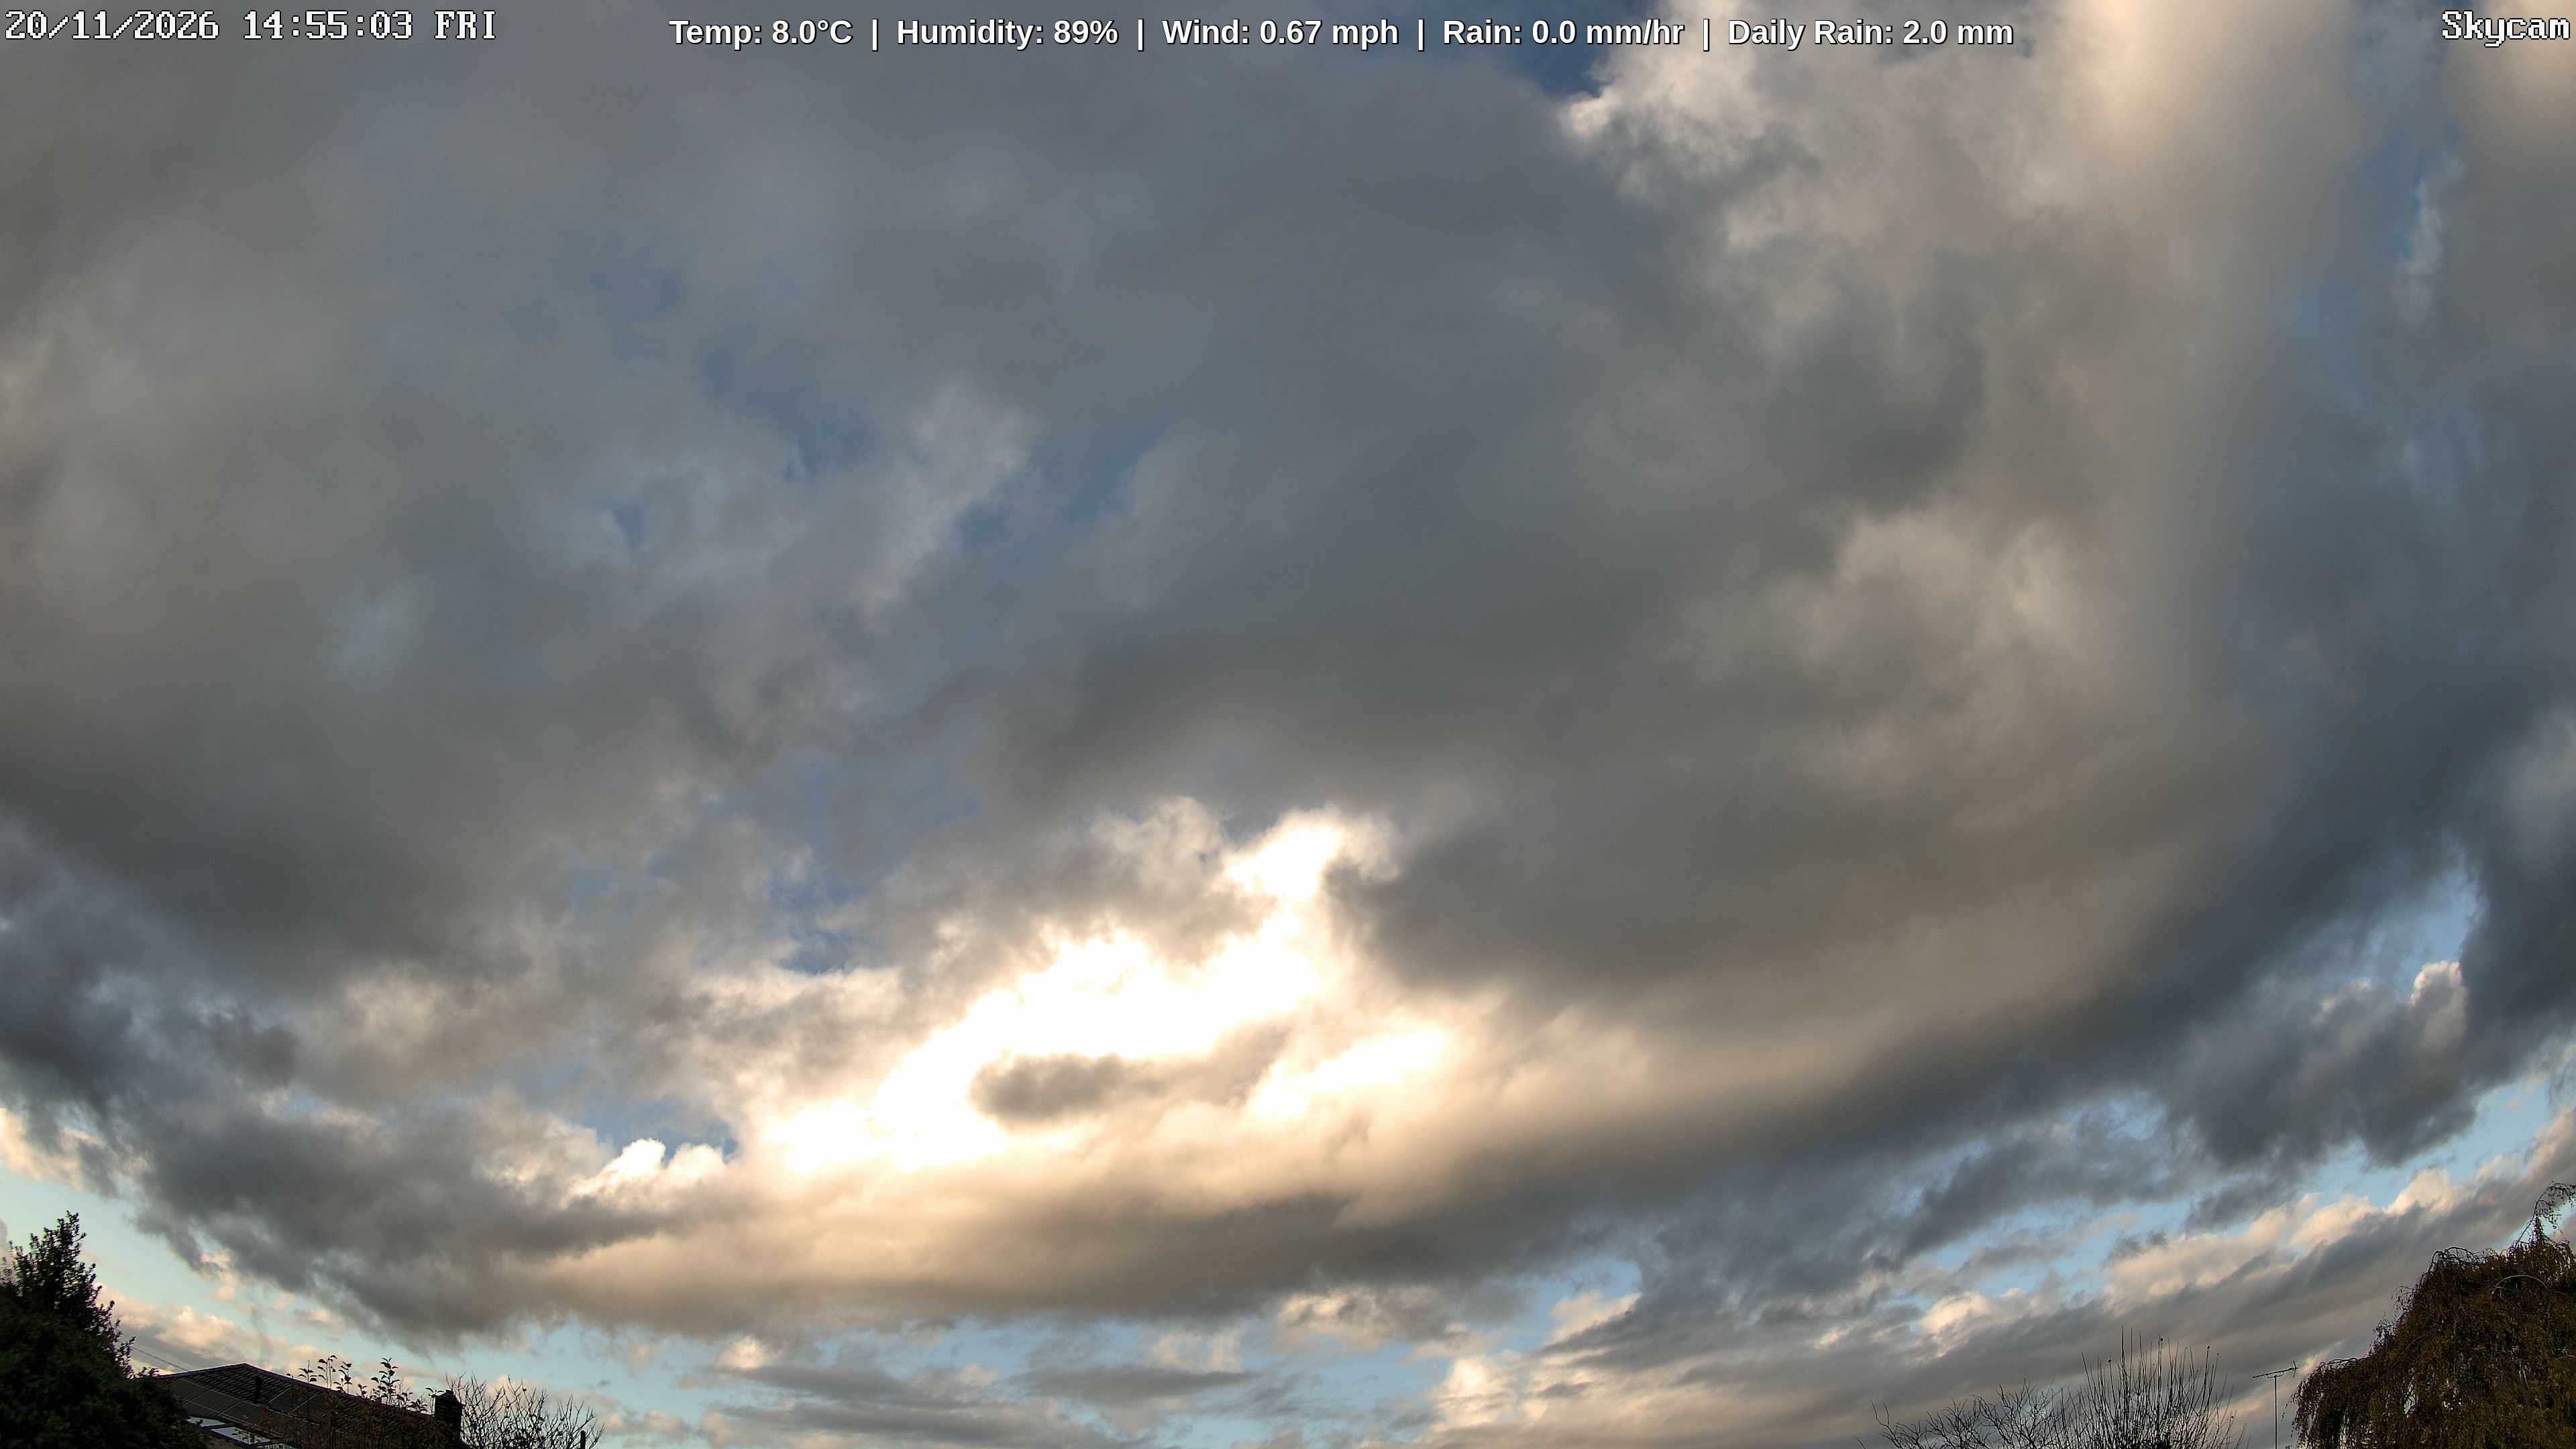 20/11/2026 14:55:03 FRI
Temp: 8.0°C | Humidity: 89% | Wind: 0.67 mph | Rain: 0.0 mm/hr | Daily Rain: 2.0 mm
Skycam